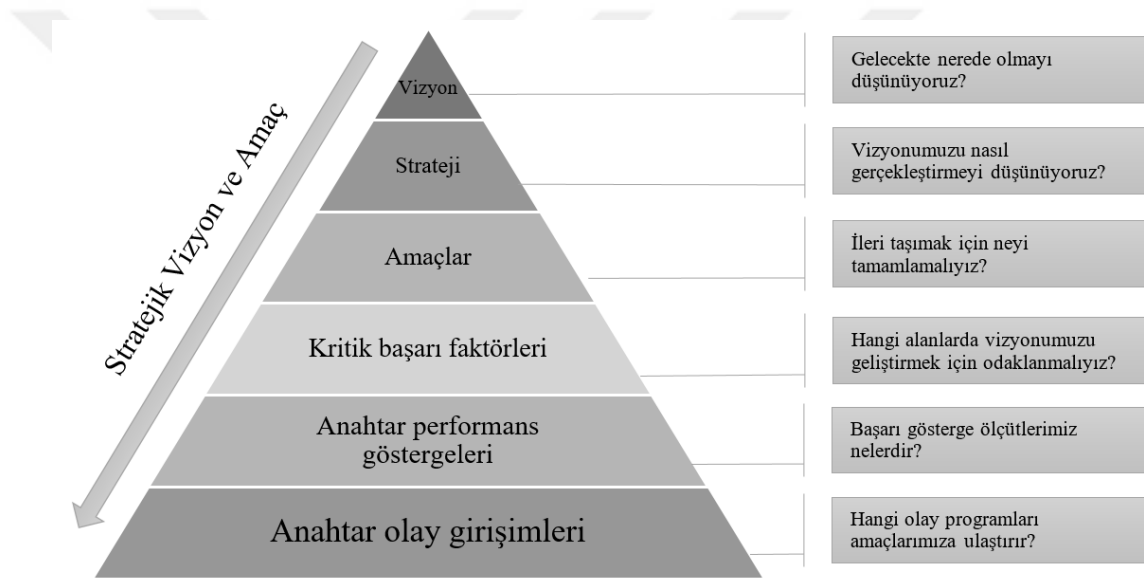 Stratejik Vizyon ve Amaç
Vizyon
Gelecekte nerede olmayı
düşünüyoruz?
Strateji
Vizyonumuzu nasıl
gerçekleştirmeyi düşünüyoruz?
Amaçlar
İleri taşımak için neyi
tamamlamalıyız?
Kritik başarı faktörleri
Hangi alanlarda vizyonumuzu
geliştirmek için odaklanmalıyız?
Anahtar performans
göstergeleri
Başarı gösterge ölçütlerimiz
nelerdir?
Anahtar olay girişimleri
Hangi olay programları
amaçlarımıza ulaştırır?